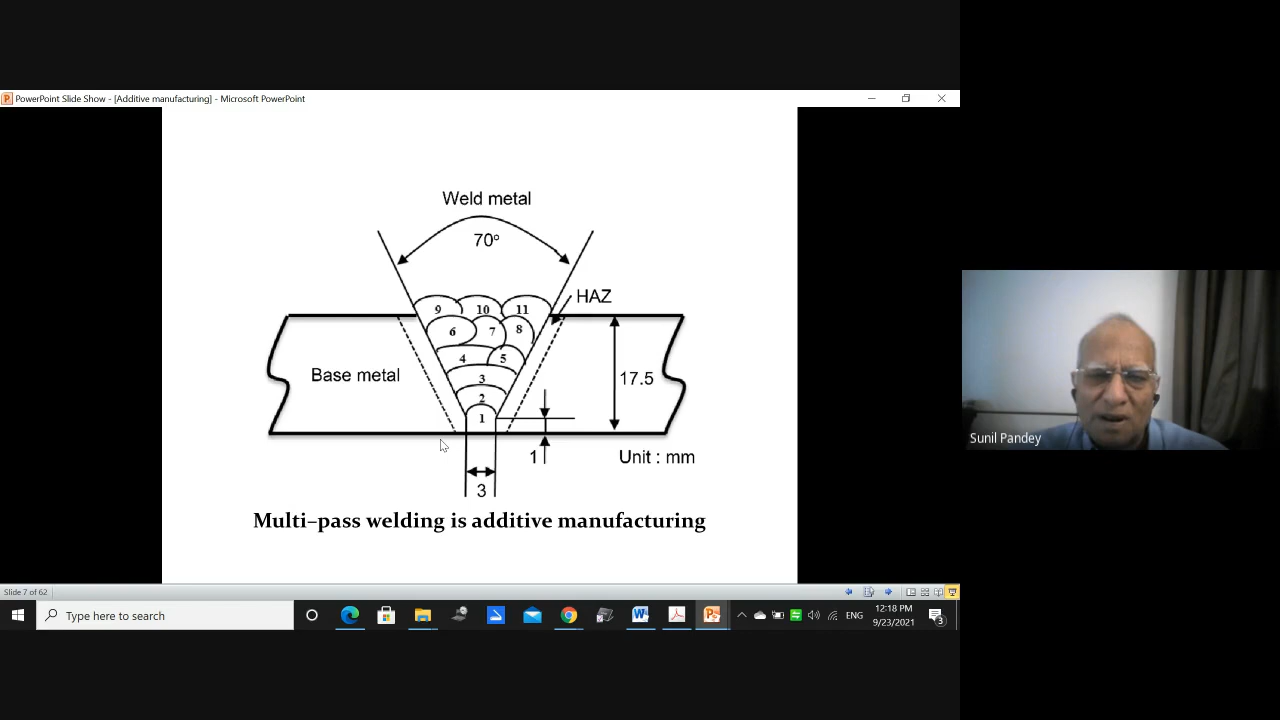 PowerPoint Slide Show - [Additive manufacturing] - Microsoft PowerPoint
Weld metal
70°
HAZ
9 10 11
6 7 8
4 5
3
2
1
Base metal
17.5
1
Unit : mm
3
Multi–pass welding is additive manufacturing
Sunil Pandey
Slide 7 of 62
Type here to search
ENG
12:18 PM
9/23/2021
3